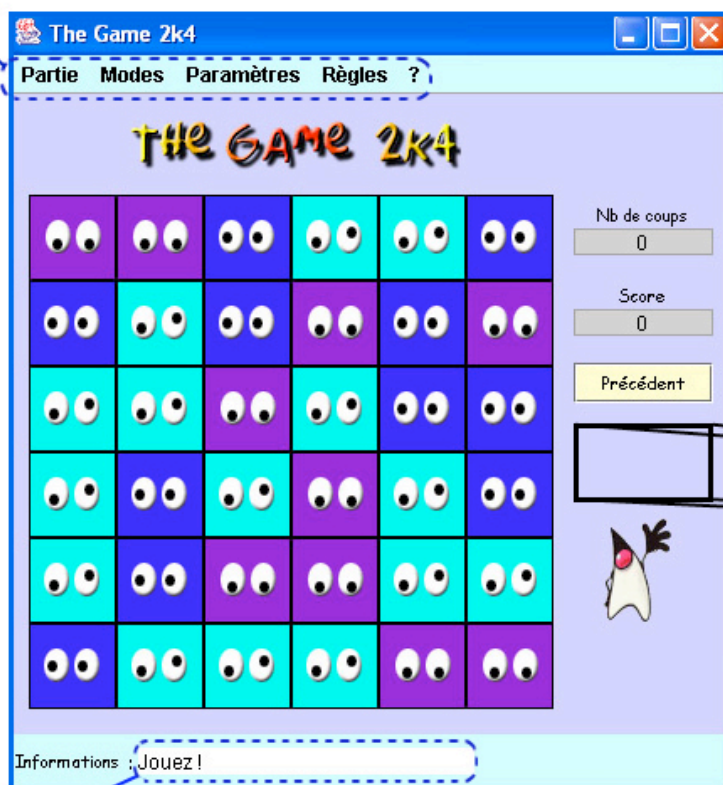 The Game 2k4
Partie Modes Paramètres Règles ?
THE GAME 2K4
Nb de coups
0
Score
0
Précédent
Informations : Jouez !